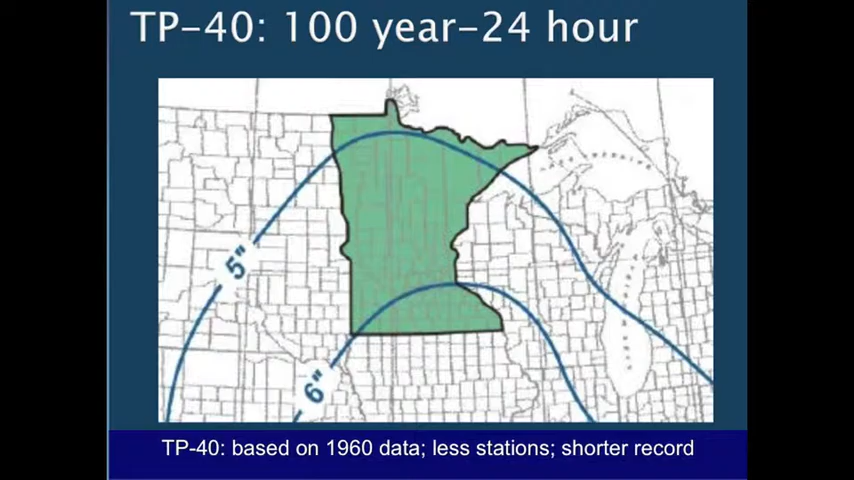 TP-40: 100 year-24 hour
5"
6"
TP-40: based on 1960 data; less stations; shorter record